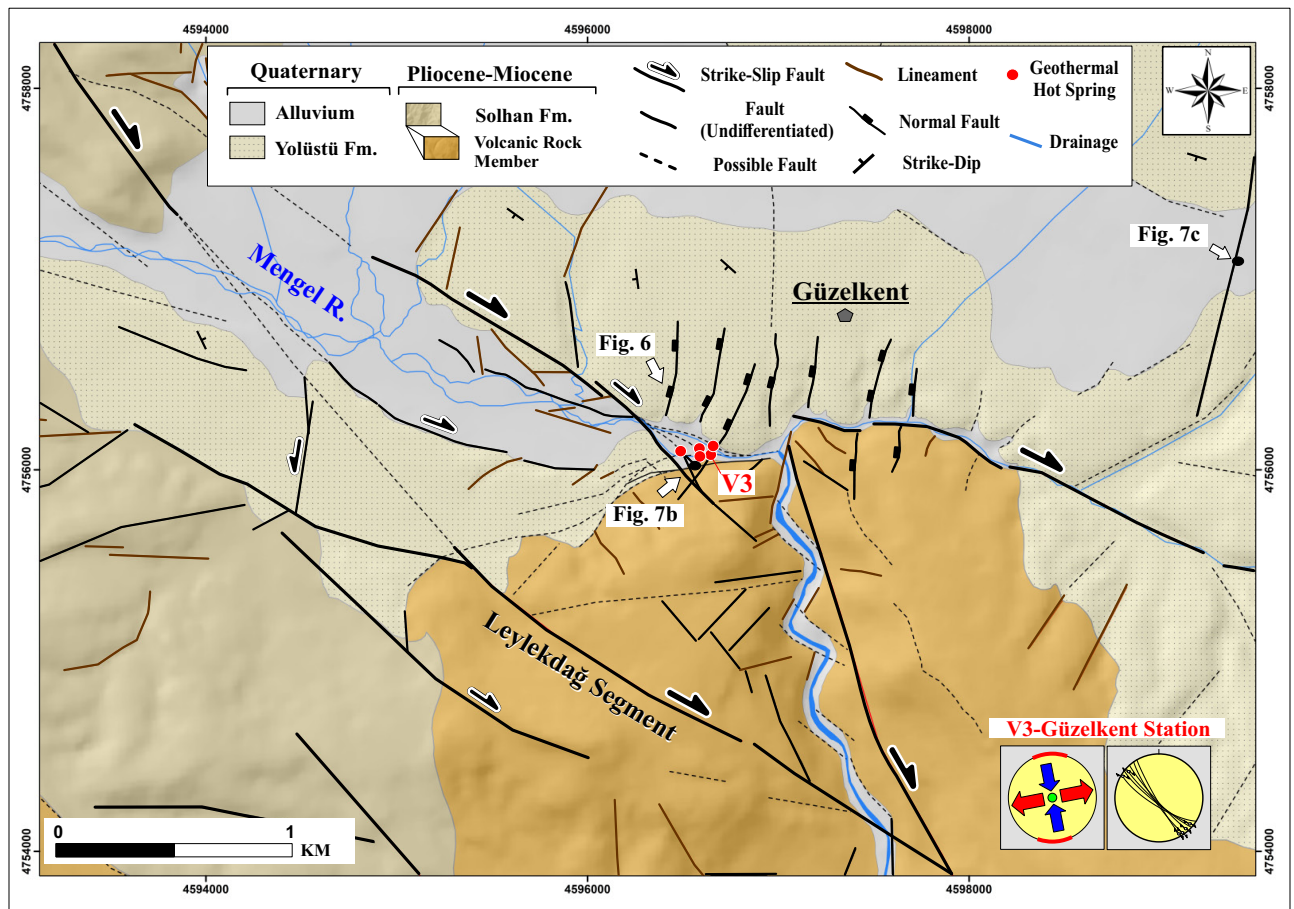 4594000
4596000
4598000
4758000
4758000
Quaternary
Pliocene-Miocene
Alluvium
Yolüstü Fm.
Solhan Fm.
Volcanic Rock
Member
Strike-Slip Fault
Fault
(Undifferentiated)
Possible Fault
Lineament
Normal Fault
Strike-Dip
Geothermal
Hot Spring
Drainage
N
W
E
S
Fig. 7c
Mengel R.
Güzelkent
Fig. 6
4756000
4756000
V3
Fig. 7b
Leylekdağ Segment
V3-Güzelkent Station
0
1
KM
4754000
4754000
4594000
4596000
4598000